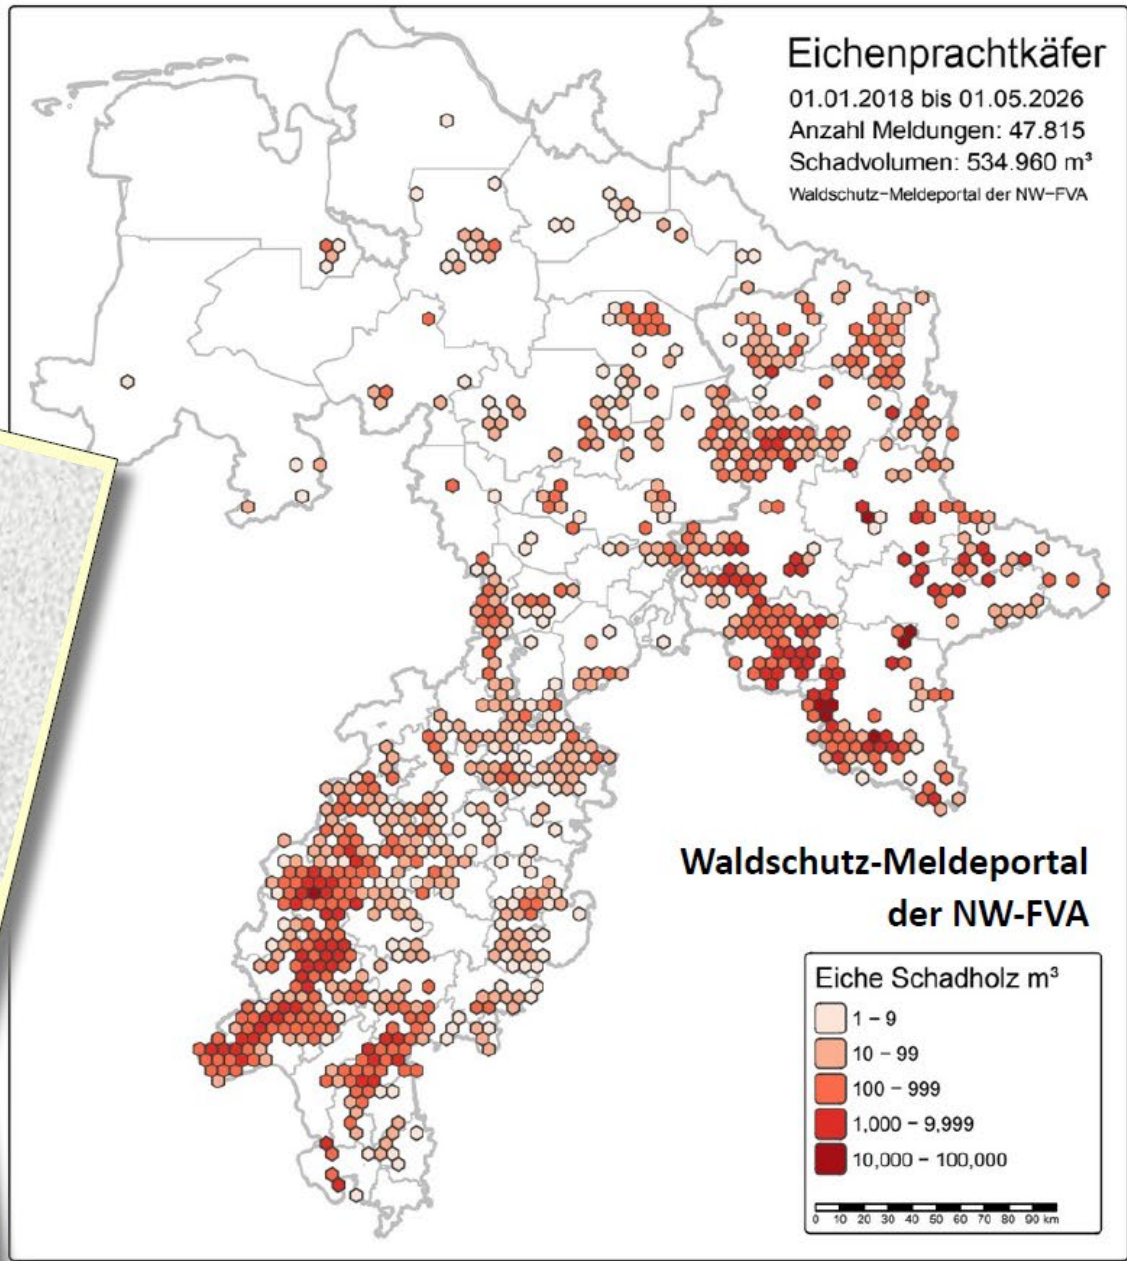 Eichenprachtkäfer
01.01.2018 bis 01.05.2026
Anzahl Meldungen: 47.815
Schadvolumen: 534.960 m³
Waldschutz−Meldeportal der NW−FVA
Waldschutz-Meldeportal
der NW-FVA
Eiche Schadholz m³
1 − 9
10 − 99
100 − 999
1,000 − 9,999
10,000 − 100,000
0 10 20 30 40 50 60 70 80 90 km